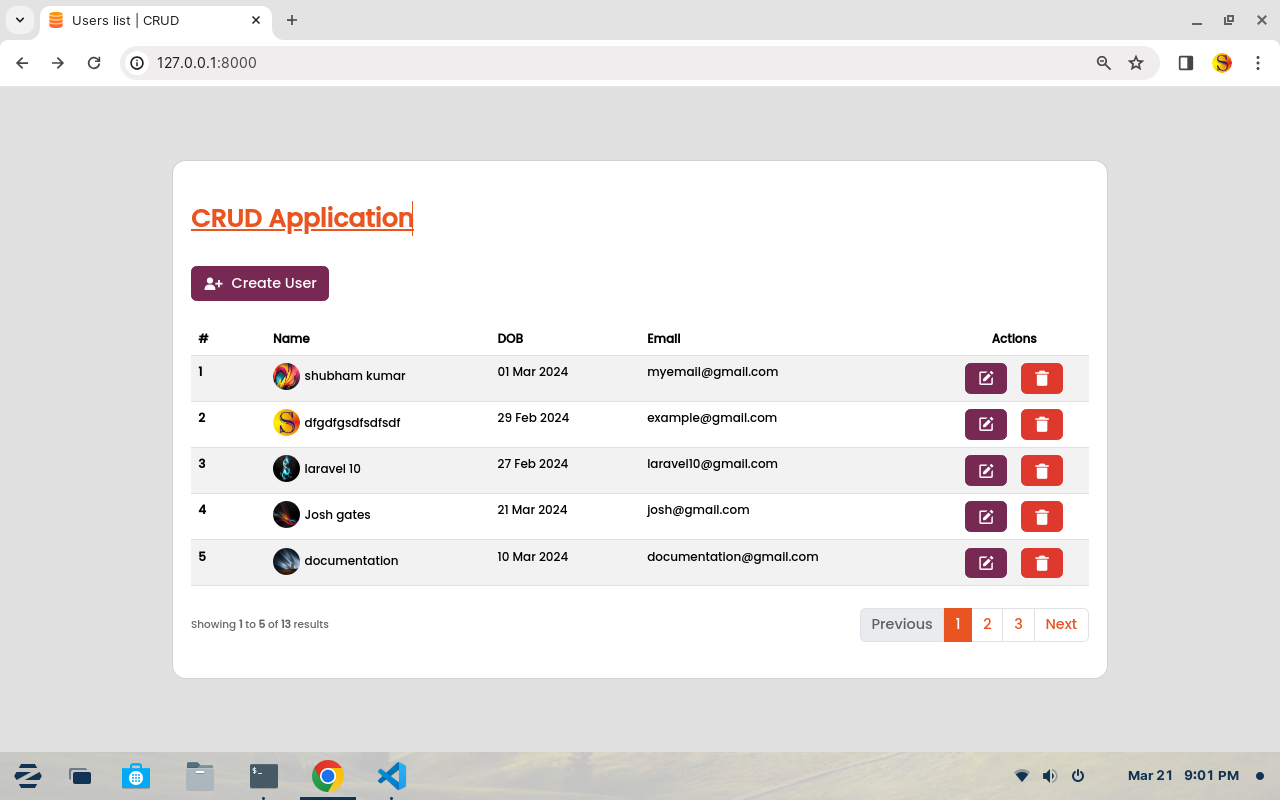 Users list | CRUD
127.0.0.1:8000
CRUD Application
Create User
# Name DOB Email Actions
1 shubham kumar 01 Mar 2024 myemail@gmail.com
2 dfgdfgsdfsdfsdf 29 Feb 2024 example@gmail.com
3 laravel 10 27 Feb 2024 laravel10@gmail.com
4 Josh gates 21 Mar 2024 josh@gmail.com
5 documentation 10 Mar 2024 documentation@gmail.com
Showing 1 to 5 of 13 results Previous 1 2 3 Next
Mar 21 9:01 PM